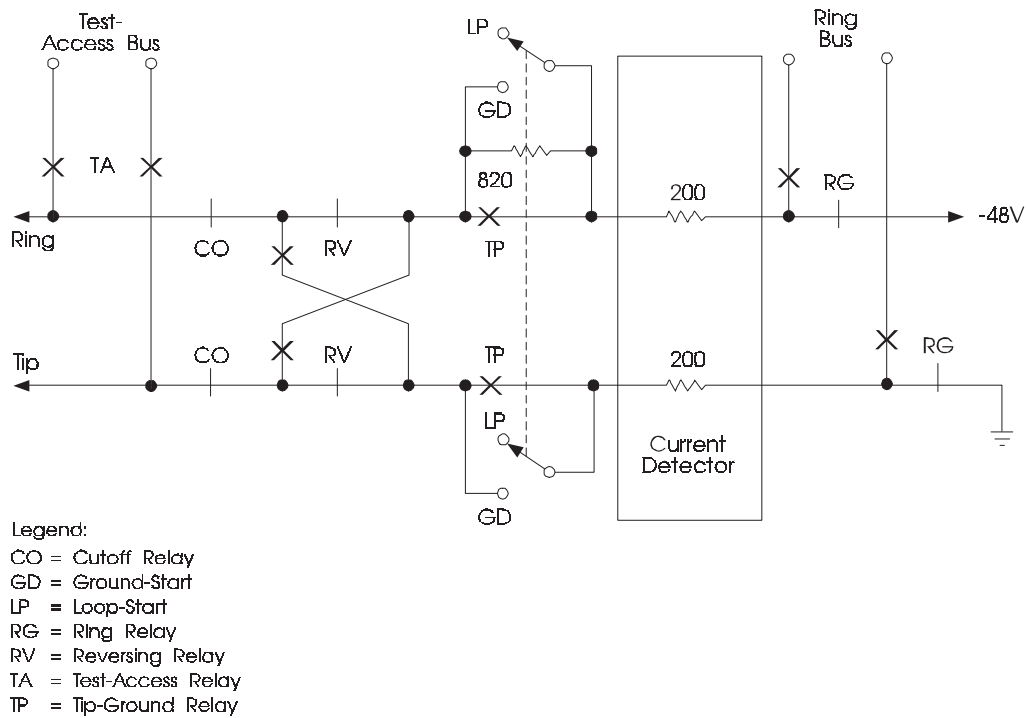 Test-
Access Bus
LP
Ring
Bus
GD
TA
820
200
RG
-48V
Ring
CO
RV
TP
Tip
CO
RV
TP
200
RG
LP
Current
Detector
GD
Legend:
CO = Cutoff Relay
GD = Ground-Start
LP = Loop-Start
RG = Ring Relay
RV = Reversing Relay
TA = Test-Access Relay
TP = Tip-Ground Relay